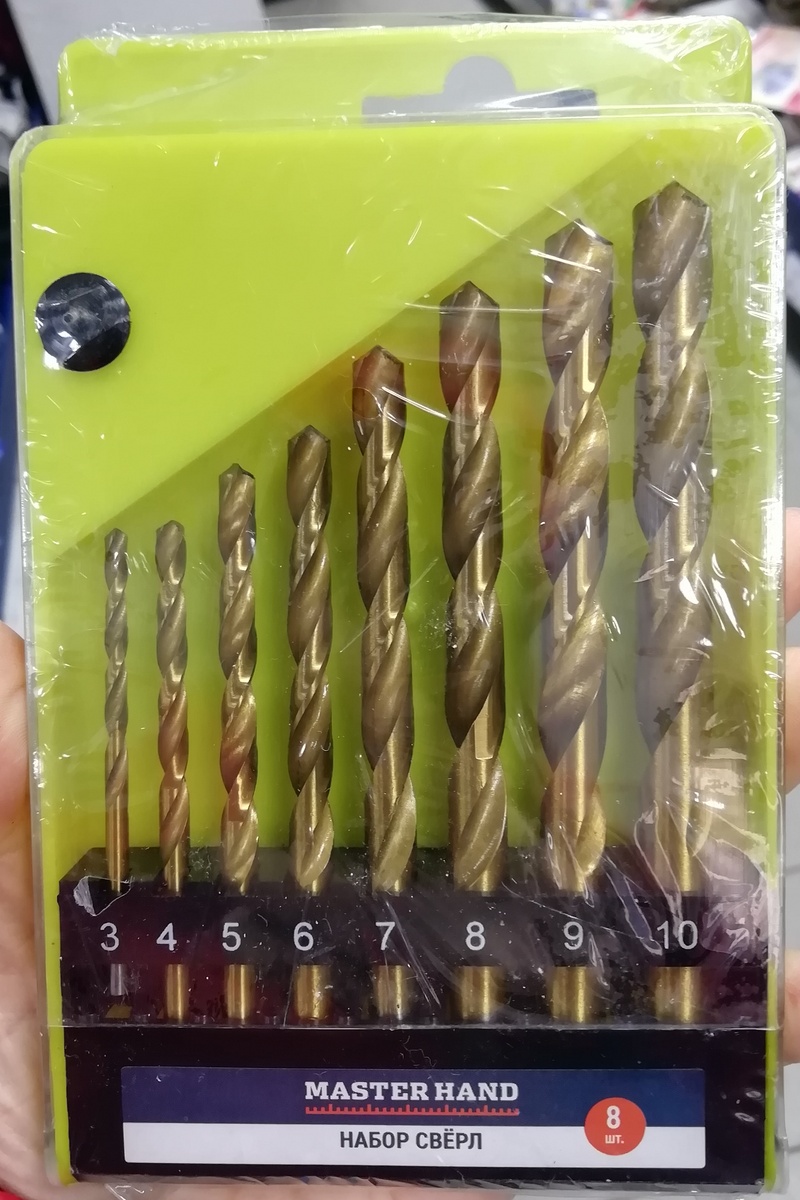 3 4 5 6 7 8 9 10
MASTER HAND
НАБОР СВЁРЛ
8
шт.